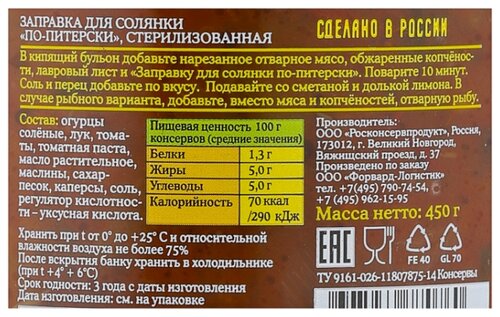 ЗАПРАВКА ДЛЯ СОЛЯНКИ
«ПО-ПИТЕРСКИ», СТЕРИЛИЗОВАННАЯ
СДЕЛАНО В РОССИИ
В кипящий бульон добавьте нарезанное отварное мясо, обжаренные копчёнос-
ти, лавровый лист и «Заправку для солянки по-питерски». Поварите 10 минут.
Соль и перец добавьте по вкусу. Подавайте со сметаной и долькой лимона. В
случае рыбного варианта, добавьте, вместо мяса и копчёностей, отварную рыбу.
Состав: огурцы
солёные, лук, тома-
ты, томатная паста,
масло растительное,
маслины, сахар-
песок, каперсы, соль,
регулятор кислотнос-
ти – уксусная кислота.
Пищевая ценность 100 г
консервов (средние значения)
Белки 1,3 г
Жиры 5,0 г
Углеводы 5,0 г
Калорийность 70 ккал
/290 кДж
Производитель:
ООО «Росконсервпродукт», Россия,
173012, г. Великий Новгород,
Вяжищский проезд, д. 37
Произведено по заказу
ООО «Форвард-Логистик»
тел. +7(495) 790-74-54,
+7 (495) 962-15-95
Масса нетто: 450 г
Хранить при t от 0° до +25° С и относительной
влажности воздуха не более 75%
После вскрытия банку хранить в холодильнике
(при t +4° + 6°)
Срок годности: 3 года с даты изготовления
Дата изготовления: см. на упаковке
ЕАС
FE 40
GL 70
ТУ 9161-026-11807875-14 Консервы